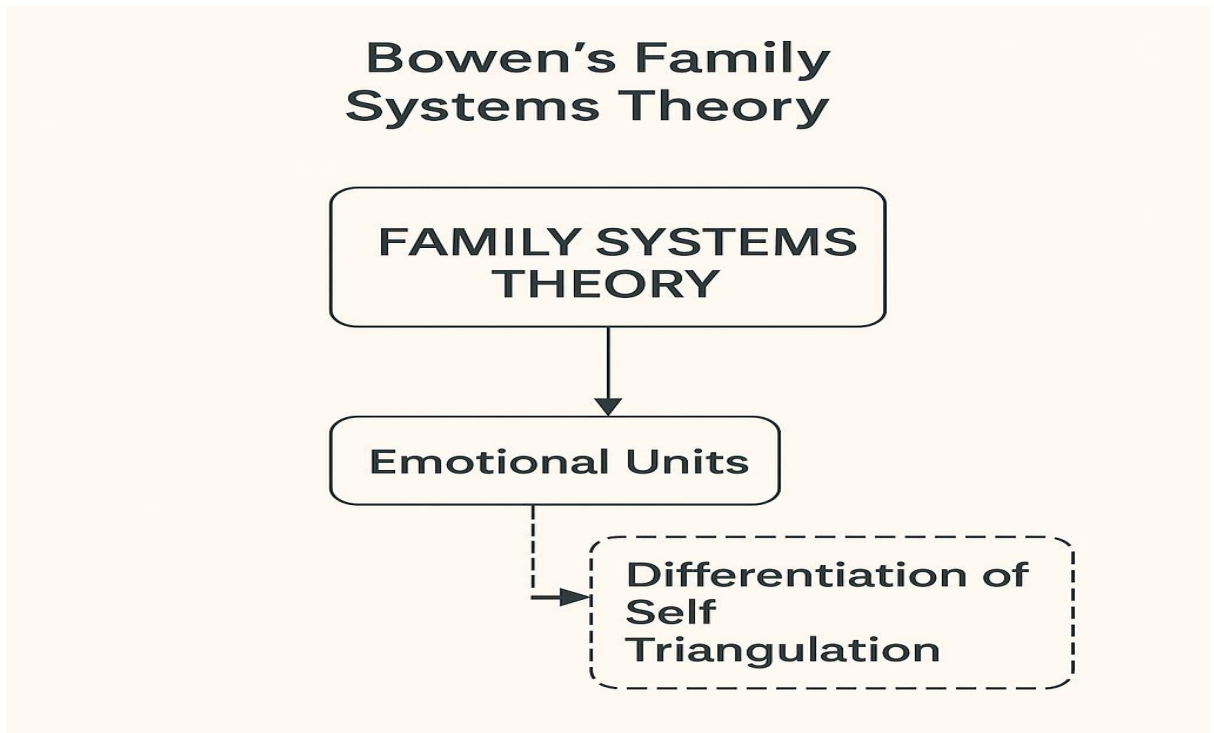 Bowen's Family
Systems Theory
FAMILY SYSTEMS
THEORY
Emotional Units
Differentiation of
Self
Triangulation